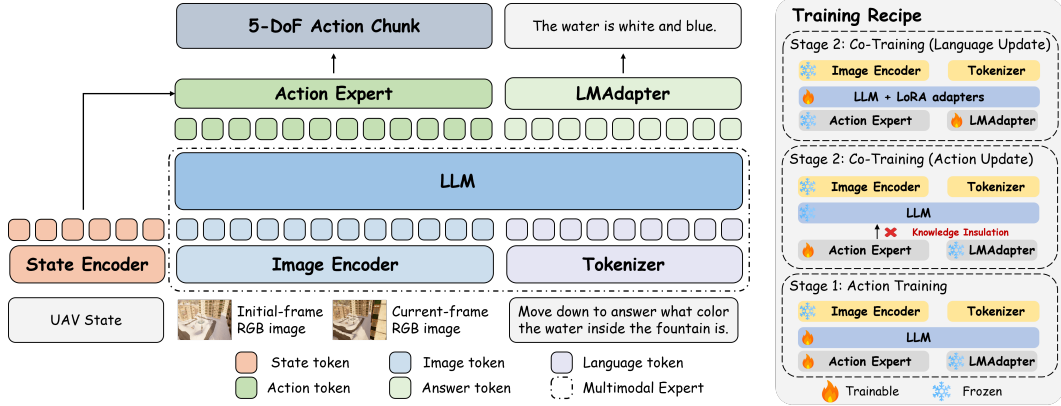 5-DoF Action Chunk
The water is white and blue.
Action Expert
LMAdapter
LLM
State Encoder
Image Encoder
Tokenizer
UAV State
Initial-frame
RGB image
Current-frame
RGB image
Move down to answer what color
the water inside the fountain is.
State token
Image token
Language token
Action token
Answer token
Multimodal Expert
Training Recipe
Stage 2: Co-Training (Language Update)
Image Encoder
Tokenizer
LLM + LoRA adapters
Action Expert
LMAdapter
Stage 2: Co-Training (Action Update)
Image Encoder
Tokenizer
LLM
Knowledge Insulation
Action Expert
LMAdapter
Stage 1: Action Training
Image Encoder
Tokenizer
LLM
Action Expert
LMAdapter
Trainable
Frozen